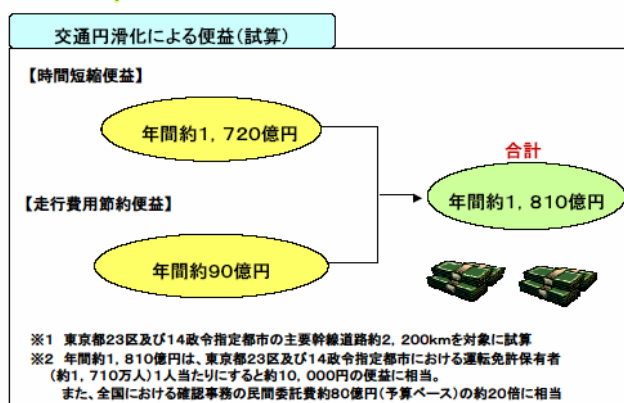 交通円滑化による便益(試算)
【時間短縮便益】
年間約1，720億円
合計
年間約1，810億円
【走行費用節約便益】
年間約90億円
※1 東京都23区及び14政令指定都市の主要幹線道路約2，200kmを対象に試算
※2 年間約1，810億円は、東京都23区及び14政令指定都市における運転免許保有者
(約1，710万人)1人当たりにすると約10，000円の便益に相当。
また、全国における確認事務の民間委託費約80億円(予算ベース)の約20倍に相当